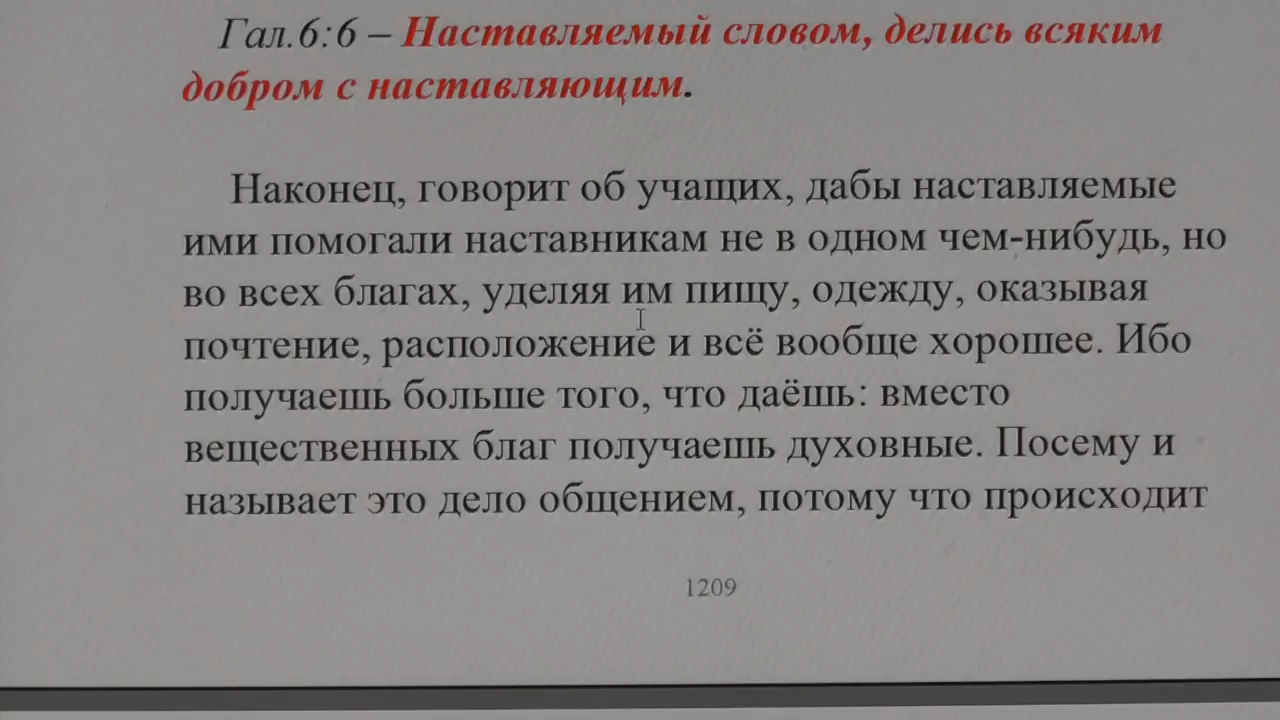 Гал.6:6 – Наставляемый словом, делись всяким
добром с наставляющим.
Наконец, говорит об учащих, дабы наставляемые
ими помогали наставникам не в одном чем-нибудь, но
во всех благах, уделяя им пищу, одежду, оказывая
почтение, расположение и всё вообще хорошее. Ибо
получаешь больше того, что даёшь: вместо
вещественных благ получаешь духовные. Посему и
называет это дело общением, потому что происходит
1209